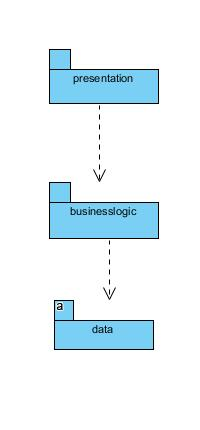 presentation
businesslogic
a
data